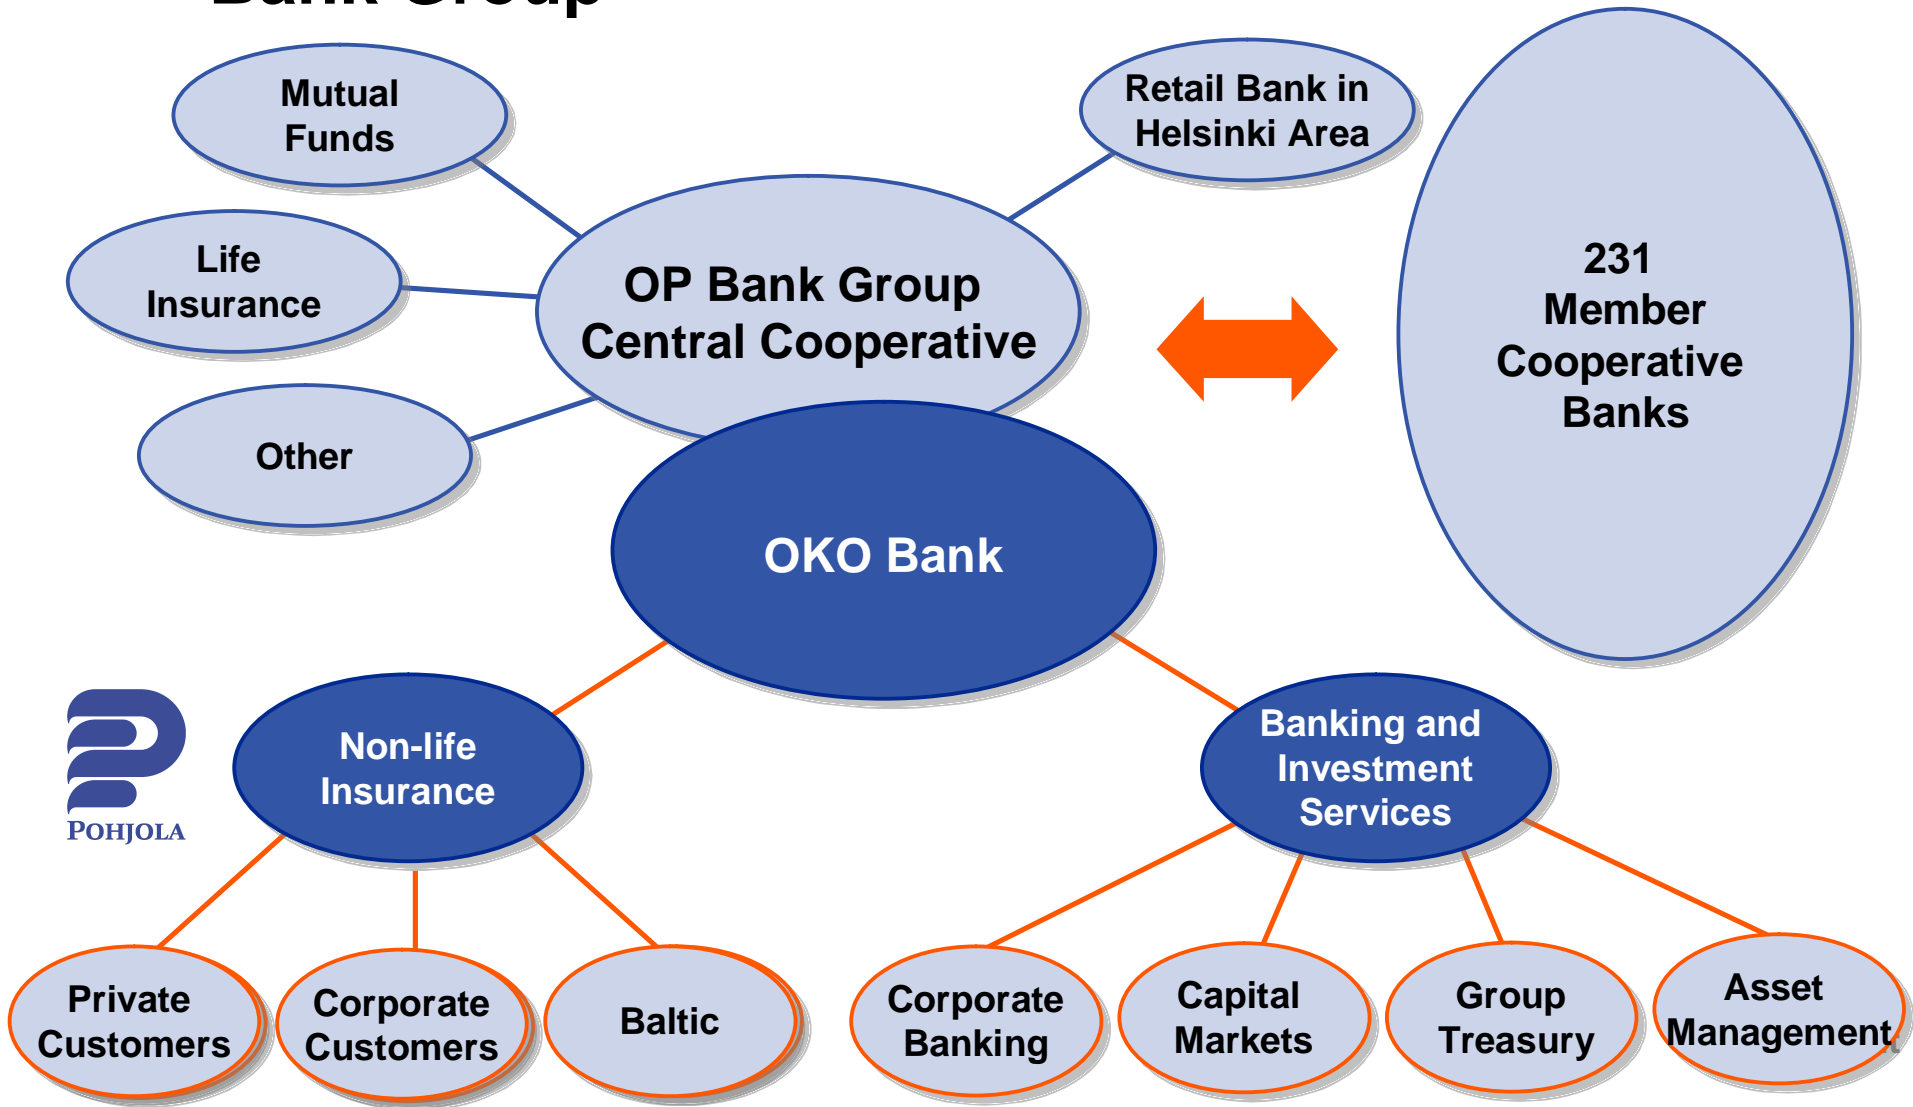 Bank Group
Mutual
Funds
Retail Bank in
Helsinki Area
Life
Insurance
OP Bank Group
Central Cooperative
231
Member
Cooperative
Banks
Other
OKO Bank
Non-life
Insurance
Banking and
Investment
Services
POHJOLA
Private
Customers
Corporate
Customers
Baltic
Corporate
Banking
Capital
Markets
Group
Treasury
Asset
Management